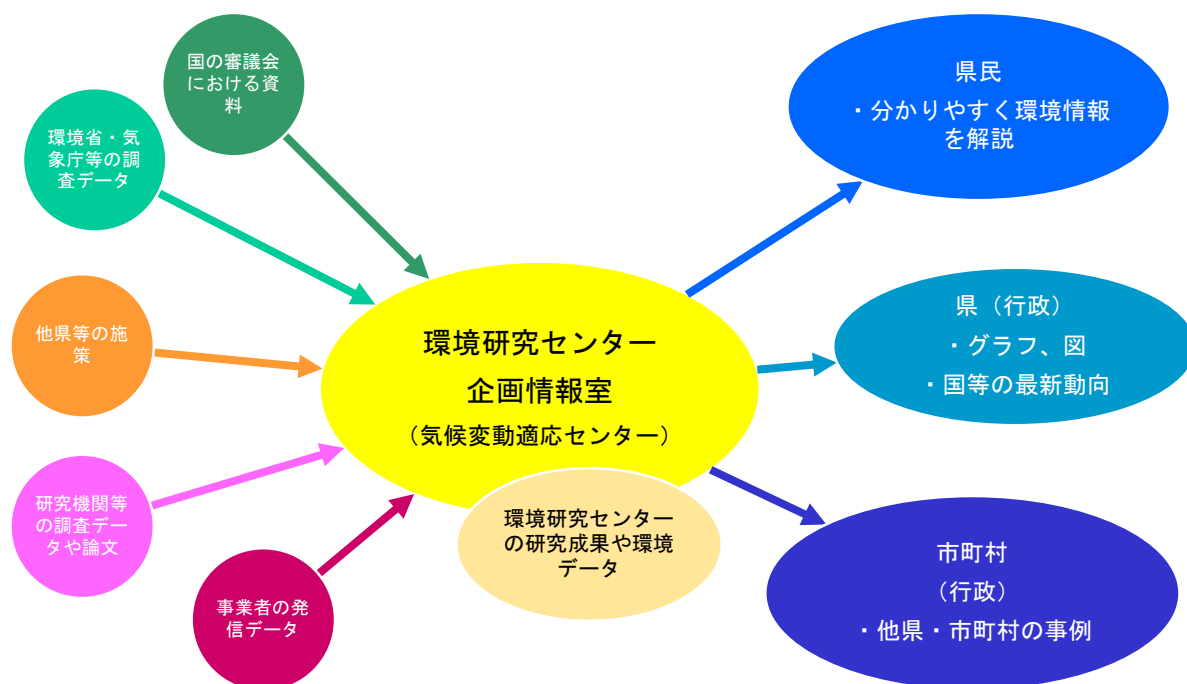 国の審議会
における資
料
環境省・気
象庁等の調
査データ
他県等の施
策
研究機関等
の調査デー
タや論文
事業者の発
信データ
環境研究センター
企画情報室
（気候変動適応センター）
環境研究センター
の研究成果や環境
データ
県民
・分かりやすく環境情報
を解説
県（行政）
・グラフ、図
・国等の最新動向
市町村
（行政）
・他県・市町村の事例